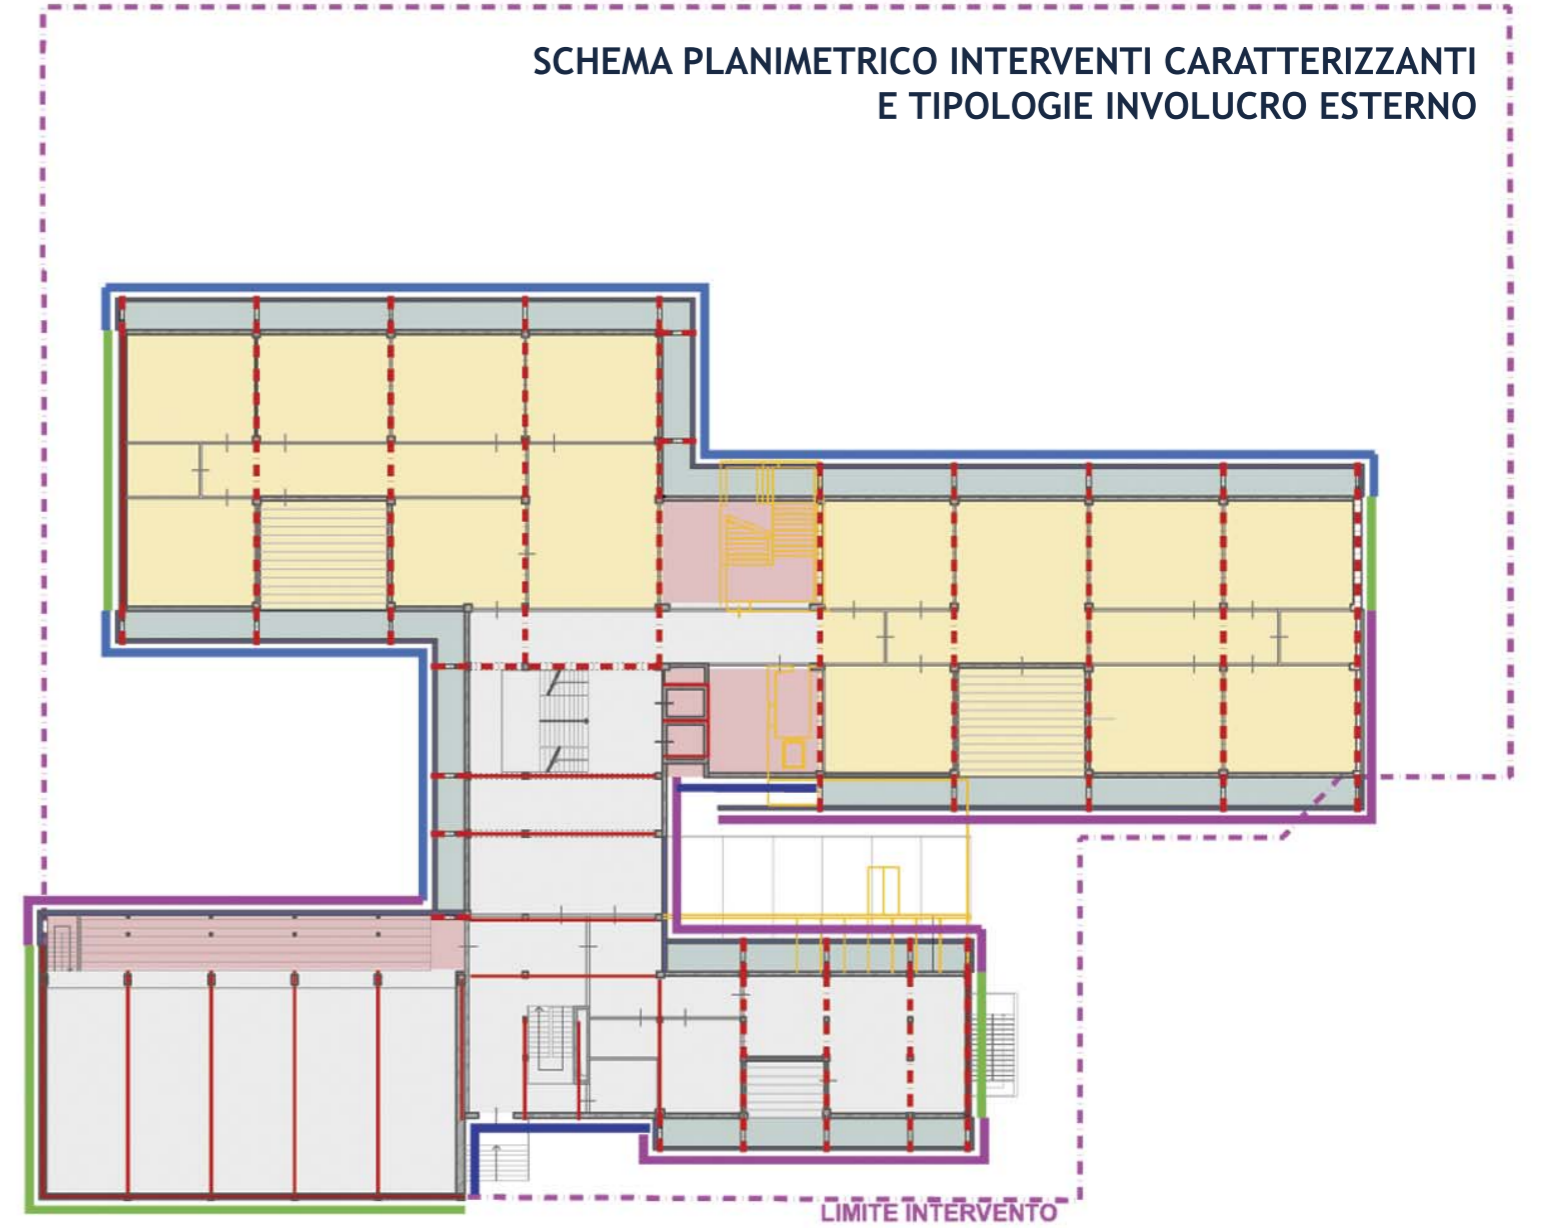 SCHEMA PLANIMETRICO INTERVENTI CARATTERIZZANTI
E TIPOLOGIE INVOLUCRO ESTERNO
LIMITE INTERVENTO